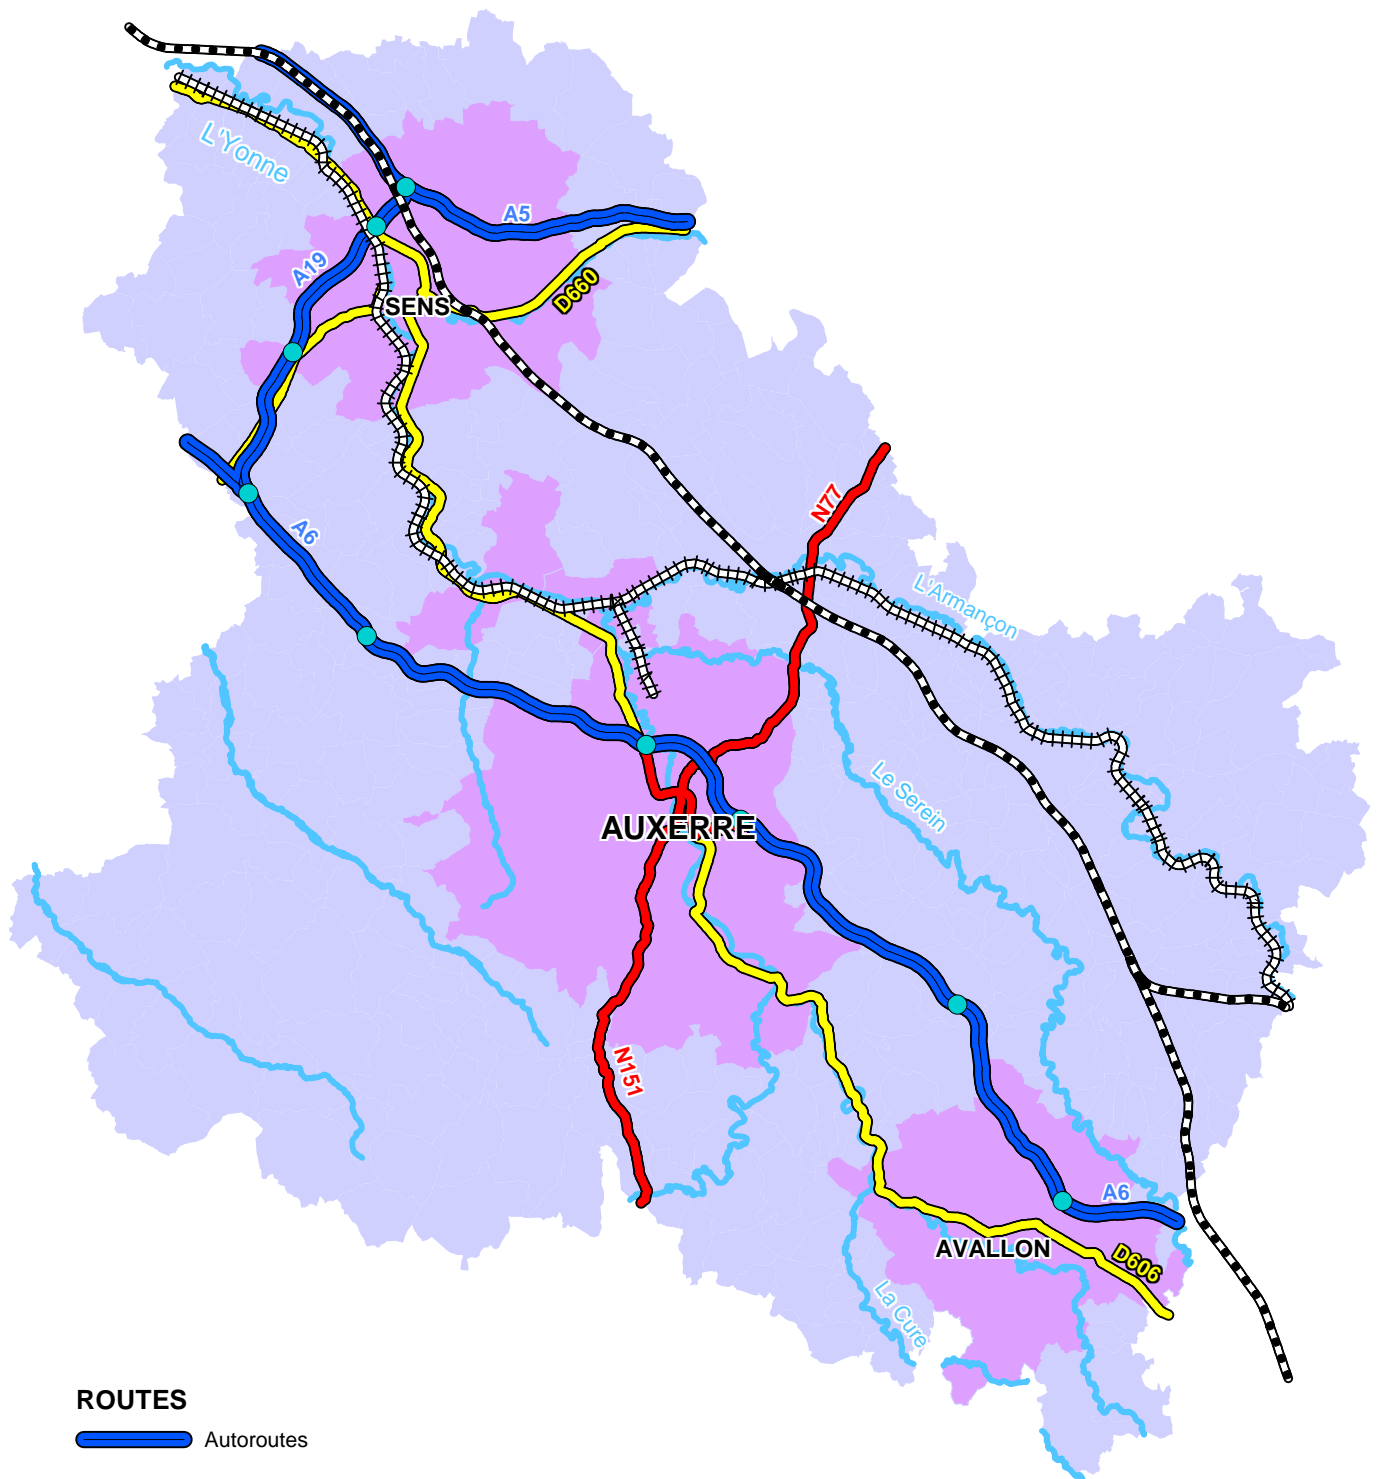 L'Yonne
A5
A19
D660
SENS
N77
A6
L'Armançon
Le Serein
AUXERRE
N151
A6
AVALLON
D606
La Cure
ROUTES
Autoroutes